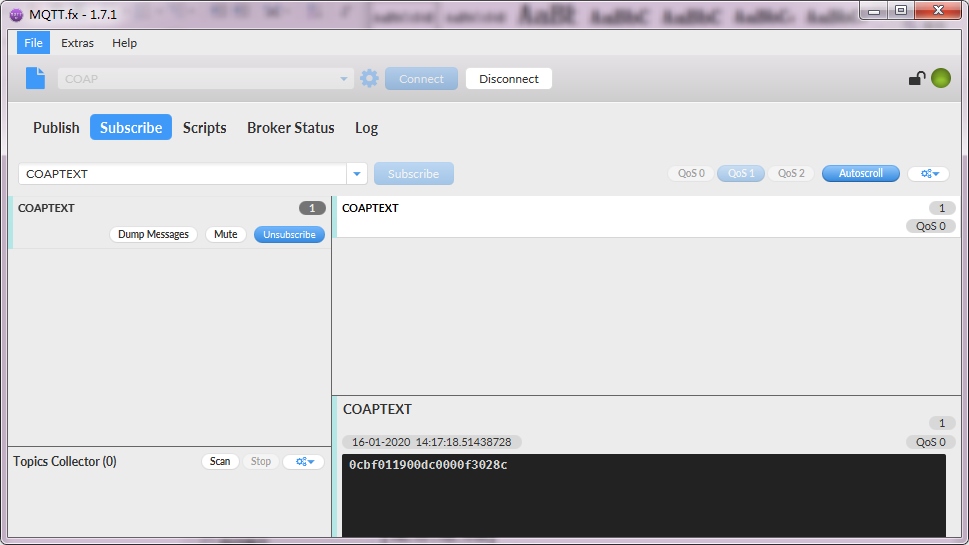 MQTT.fx - 1.7.1
File Extras Help
COAP Connect Disconnect
Publish Subscribe Scripts Broker Status Log
COAPTEXT Subscribe QoS 0 QoS 1 QoS 2 Autoscroll
COAPTEXT 1
Dump Messages Mute Unsubscribe
COAPTEXT 1
QoS 0
COAPTEXT
1
16-01-2020 14:17:18.51438728 QoS 0
Topics Collector (0) Scan Stop
0cbf011900dc0000f3028c